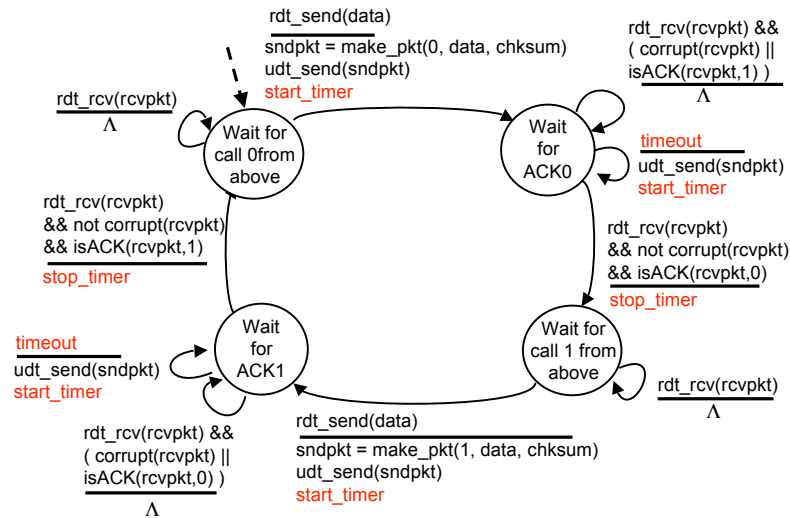 rdt_send(data)
sndpkt = make_pkt(0, data, chksum)
udt_send(sndpkt)
start_timer
rdt_rcv(rcvpkt) &&
( corrupt(rcvpkt) ||
isACK(rcvpkt,1) )
Λ
rdt_rcv(rcvpkt)
Λ
Wait for
call 0from
above
Wait
for
ACK0
timeout
udt_send(sndpkt)
start_timer
rdt_rcv(rcvpkt)
&& not corrupt(rcvpkt)
&& isACK(rcvpkt,1)
stop_timer
rdt_rcv(rcvpkt)
&& not corrupt(rcvpkt)
&& isACK(rcvpkt,0)
stop_timer
Wait
for
ACK1
Wait for
call 1 from
above
timeout
udt_send(sndpkt)
start_timer
rdt_rcv(rcvpkt)
Λ
rdt_rcv(rcvpkt) &&
( corrupt(rcvpkt) ||
isACK(rcvpkt,0) )
Λ
rdt_send(data)
sndpkt = make_pkt(1, data, chksum)
udt_send(sndpkt)
start_timer